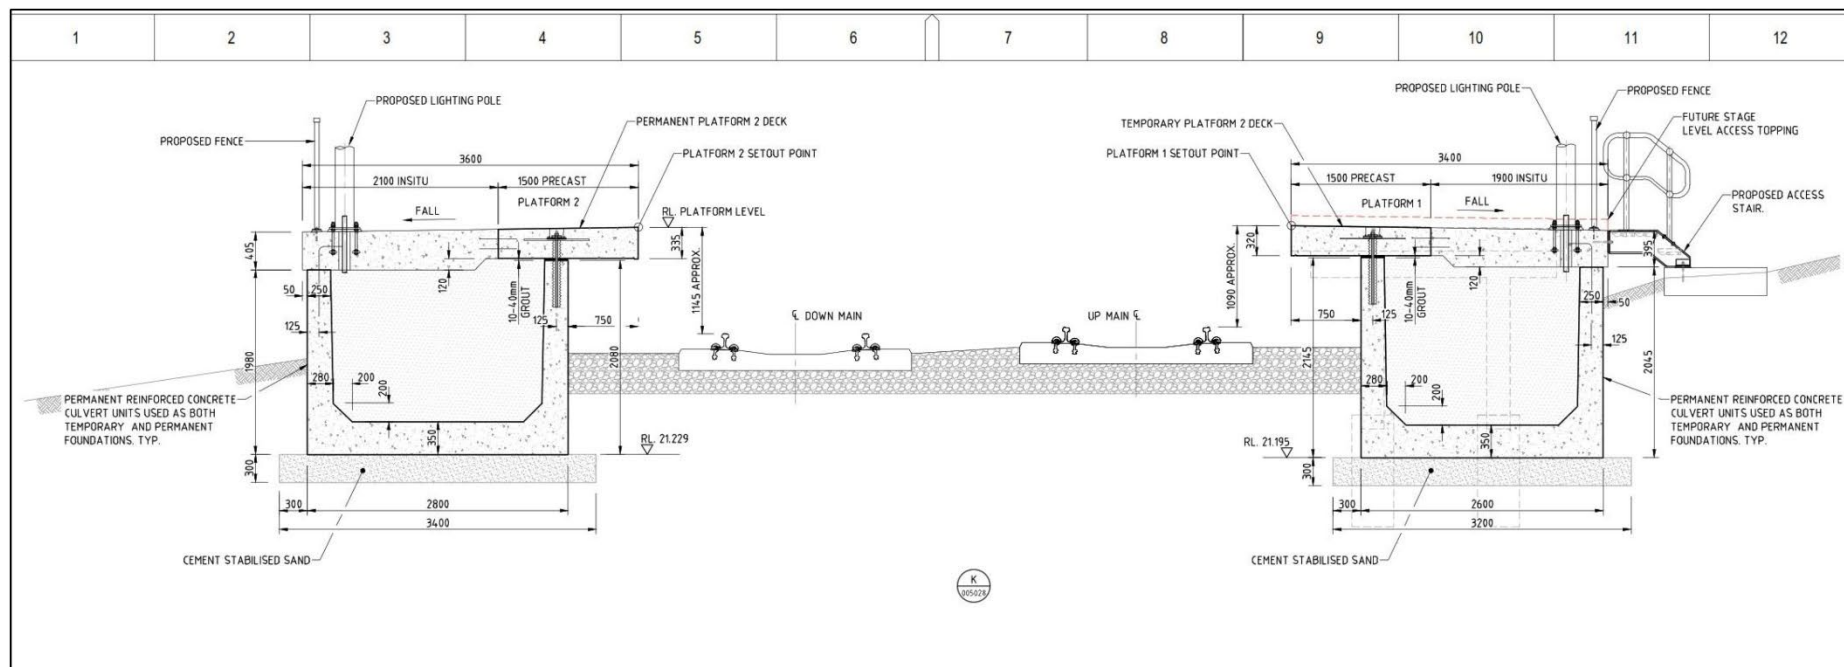 1 2 3 4 5 6 7 8 9 10 11 12
PROPOSED LIGHTING POLE
PROPOSED FENCE
PERMANENT PLATFORM 2 DECK
PLATFORM 2 SETOUT POINT
3600
2100 INSITU
1500 PRECAST
PLATFORM 2
FALL
RL. PLATFORM LEVEL
495
335
1145 APPROX.
120
10-40mm
GROUT
50
250
125
125
750
1980
2080
280
200
200
350
PERMANENT REINFORCED CONCRETE
CULVERT UNITS USED AS BOTH
TEMPORARY AND PERMANENT
FOUNDATIONS. TYP.
RL. 21.229
300
300
2800
3400
CEMENT STABILISED SAND
℄ DOWN MAIN
UP MAIN ℄
PROPOSED LIGHTING POLE
PROPOSED FENCE
FUTURE STAGE
LEVEL ACCESS TOPPING
TEMPORARY PLATFORM 2 DECK
PLATFORM 1 SETOUT POINT
3400
1500 PRECAST
1900 INSITU
PLATFORM 1
FALL
PROPOSED ACCESS
STAIR.
320
395
1090 APPROX.
120
10-40mm
GROUT
250
50
750
125
125
2145
2045
280
200
200
350
PERMANENT REINFORCED CONCRETE
CULVERT UNITS USED AS BOTH
TEMPORARY AND PERMANENT
FOUNDATIONS. TYP.
RL. 21.195
300
300
2600
3200
CEMENT STABILISED SAND
K
005028